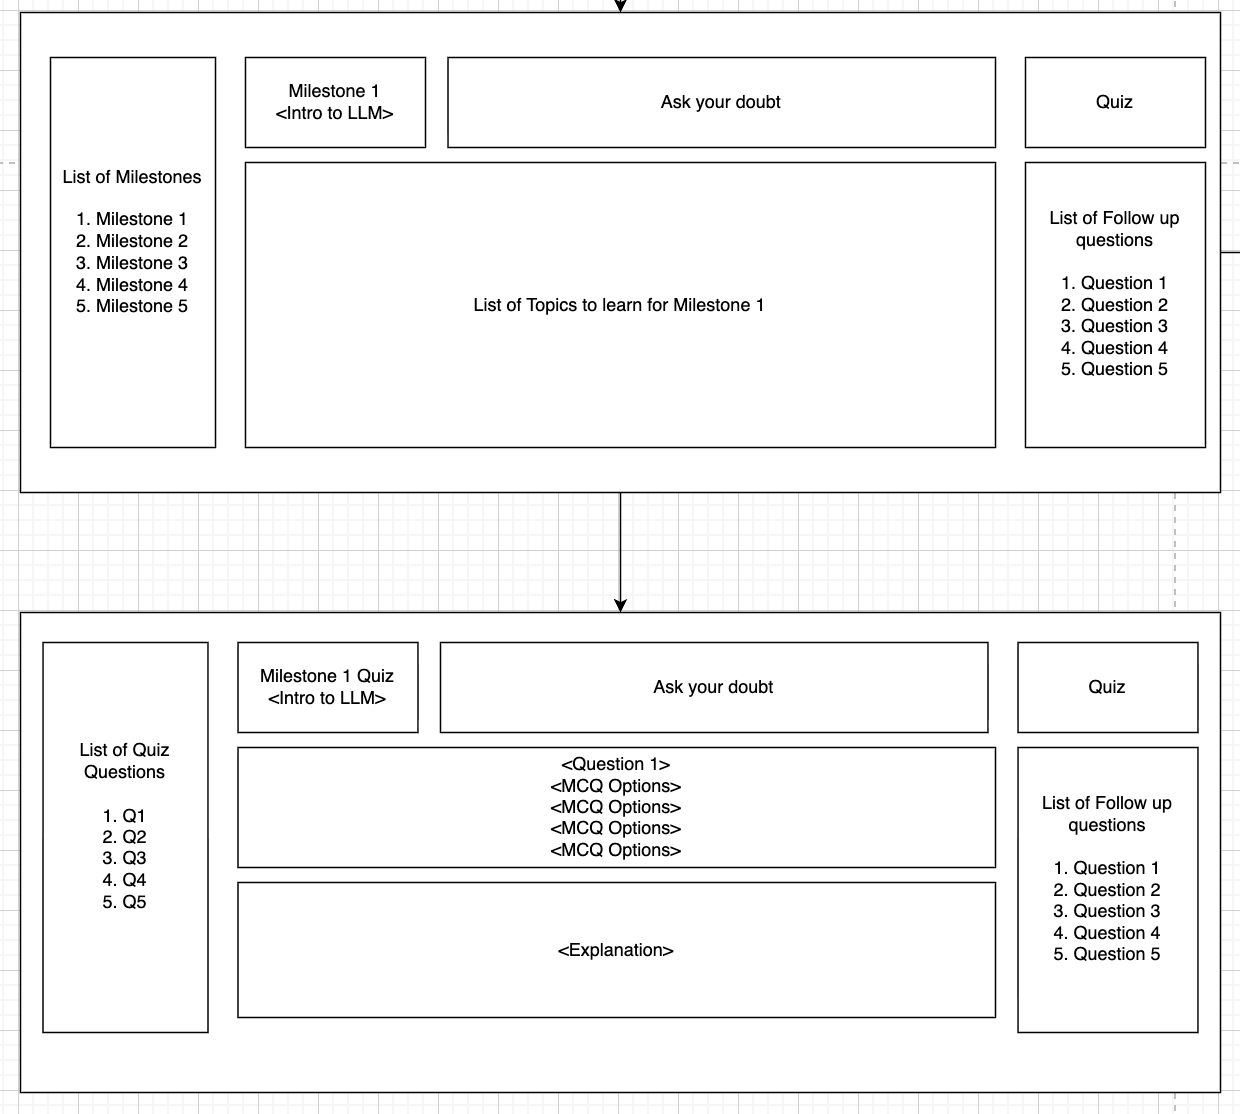 List of Milestones
1. Milestone 1
2. Milestone 2
3. Milestone 3
4. Milestone 4
5. Milestone 5
Milestone 1
<Intro to LLM>
Ask your doubt
Quiz
List of Topics to learn for Milestone 1
List of Follow up
questions
1. Question 1
2. Question 2
3. Question 3
4. Question 4
5. Question 5
List of Quiz
Questions
1. Q1
2. Q2
3. Q3
4. Q4
5. Q5
Milestone 1 Quiz
<Intro to LLM>
Ask your doubt
Quiz
<Question 1>
<MCQ Options>
<MCQ Options>
<MCQ Options>
<MCQ Options>
<Explanation>
List of Follow up
questions
1. Question 1
2. Question 2
3. Question 3
4. Question 4
5. Question 5